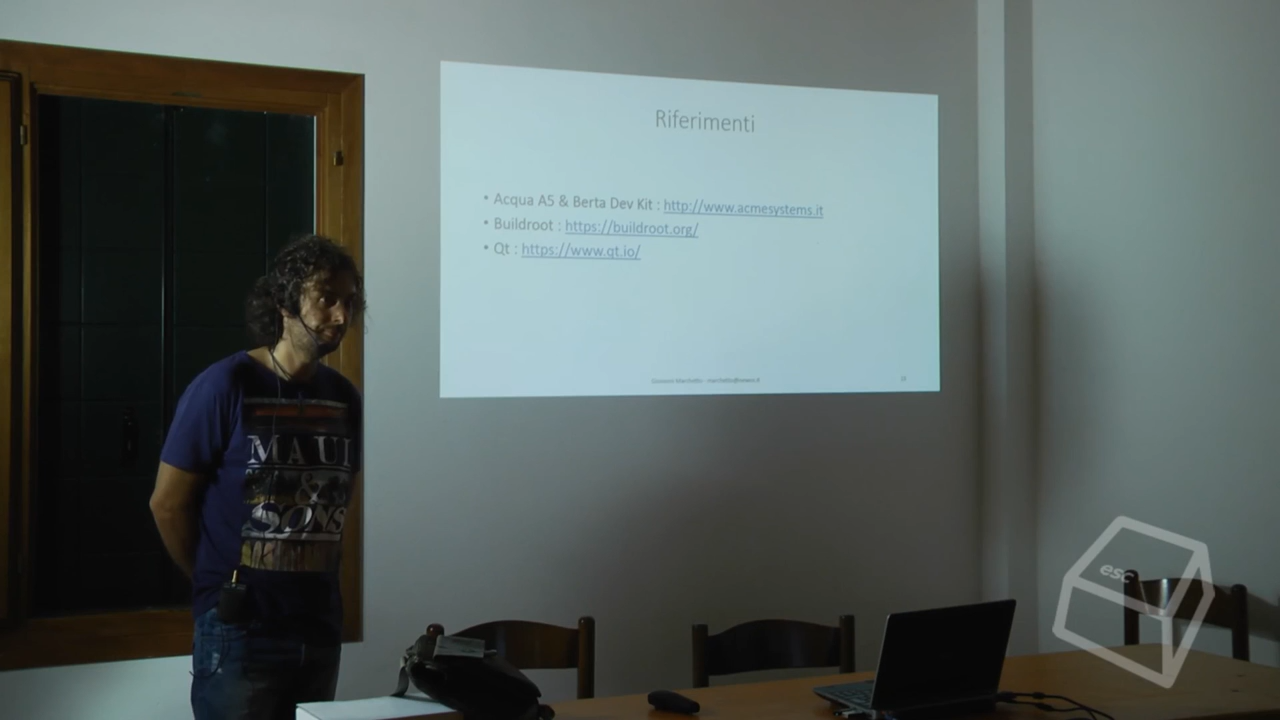 Riferimenti
• Acqua A5 & Berta Dev Kit : http://www.acmesystems.it
• Buildroot : https://buildroot.org/
• Qt : https://www.qt.io/
MAUI
&
SONS
esc